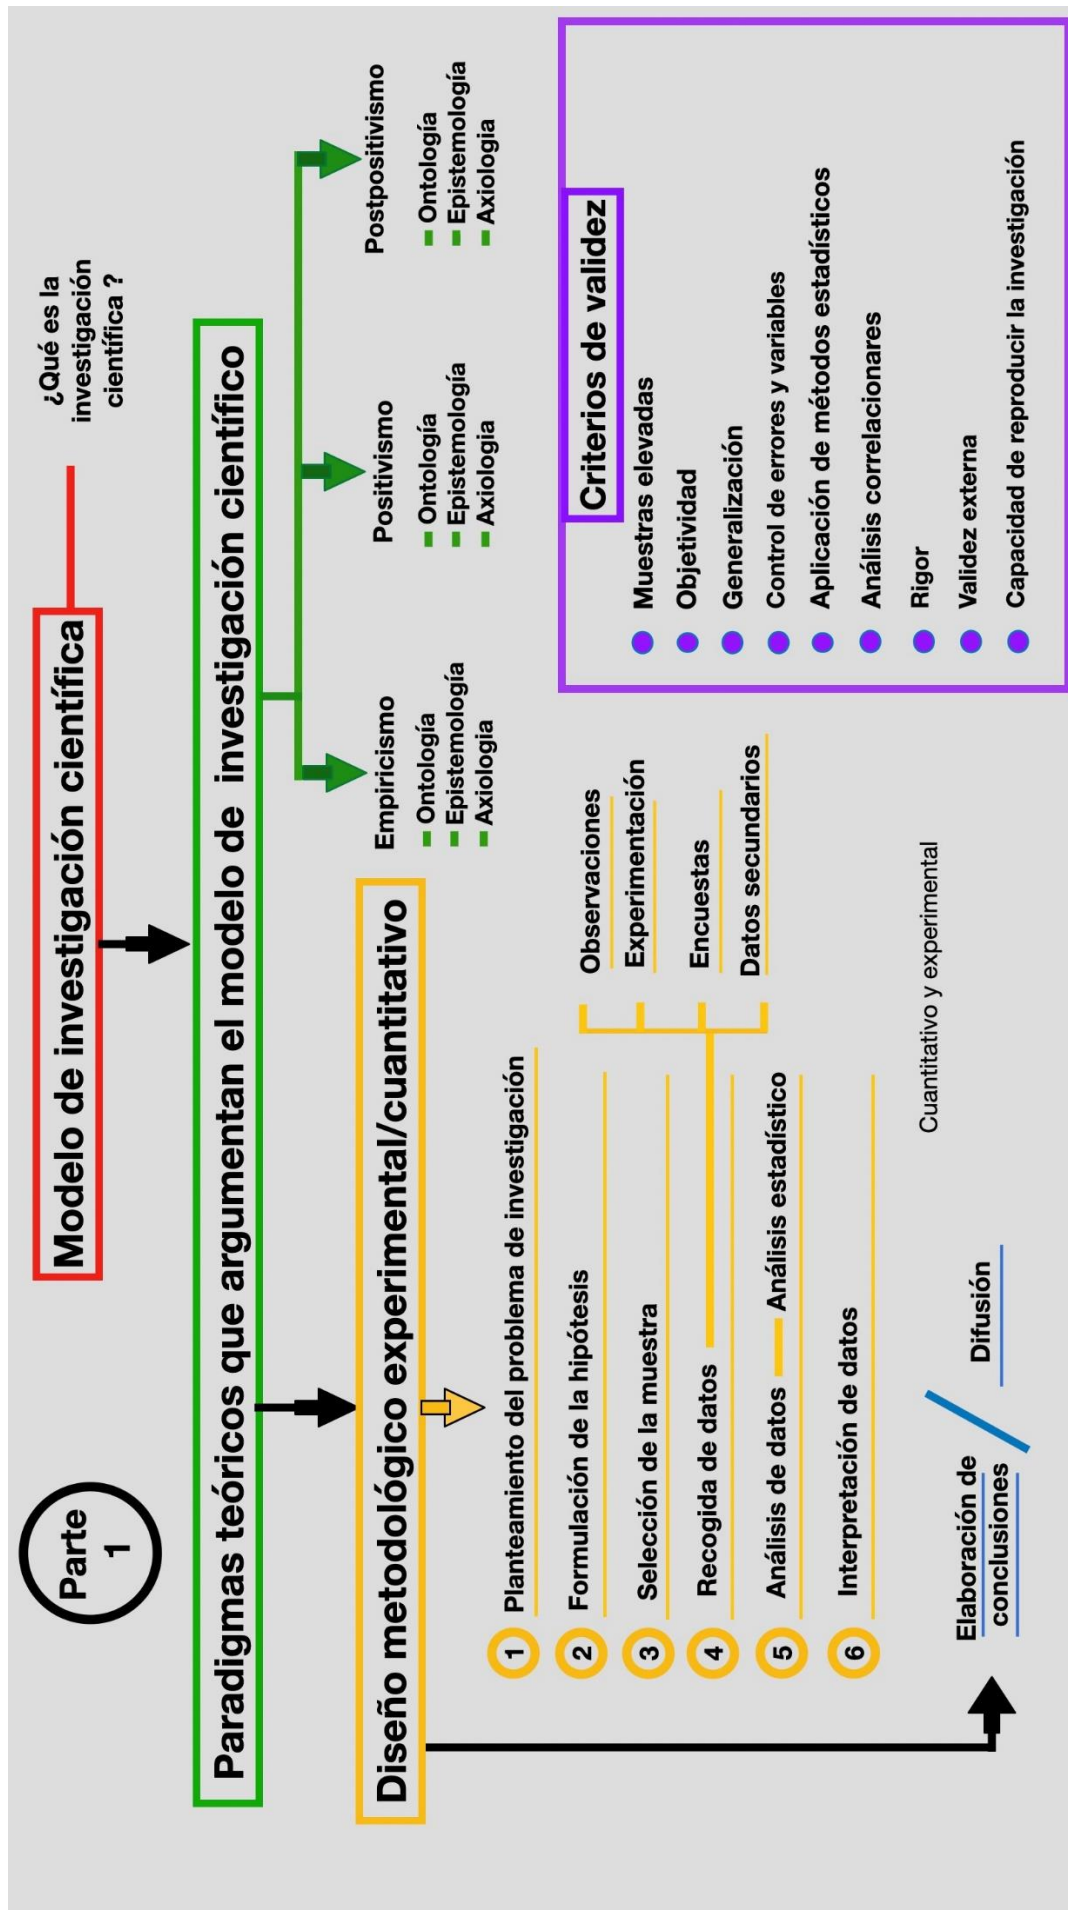 Parte
1
Modelo de investigación científica
¿Qué es la
investigación
científica ?
Paradigmas teóricos que argumentan el modelo de investigación científico
Empiricismo
Ontología
Epistemología
Axiologia
Positivismo
Ontología
Epistemología
Axiologia
Postpositivismo
Ontología
Epistemología
Axiologia
Diseño metodológico experimental/cuantitativo
1 Planteamiento del problema de investigación
2 Formulación de la hipótesis
3 Selección de la muestra
4 Recogida de datos
Observaciones
Experimentación
Encuestas
Datos secundarios
5 Análisis de datos Análisis estadístico
6 Interpretación de datos
Elaboración de
conclusiones
Difusión
Cuantitativo y experimental
Criterios de validez
Muestras elevadas
Objetividad
Generalización
Control de errores y variables
Aplicación de métodos estadísticos
Análisis correlacionares
Rigor
Validez externa
Capacidad de reproducir la investigación